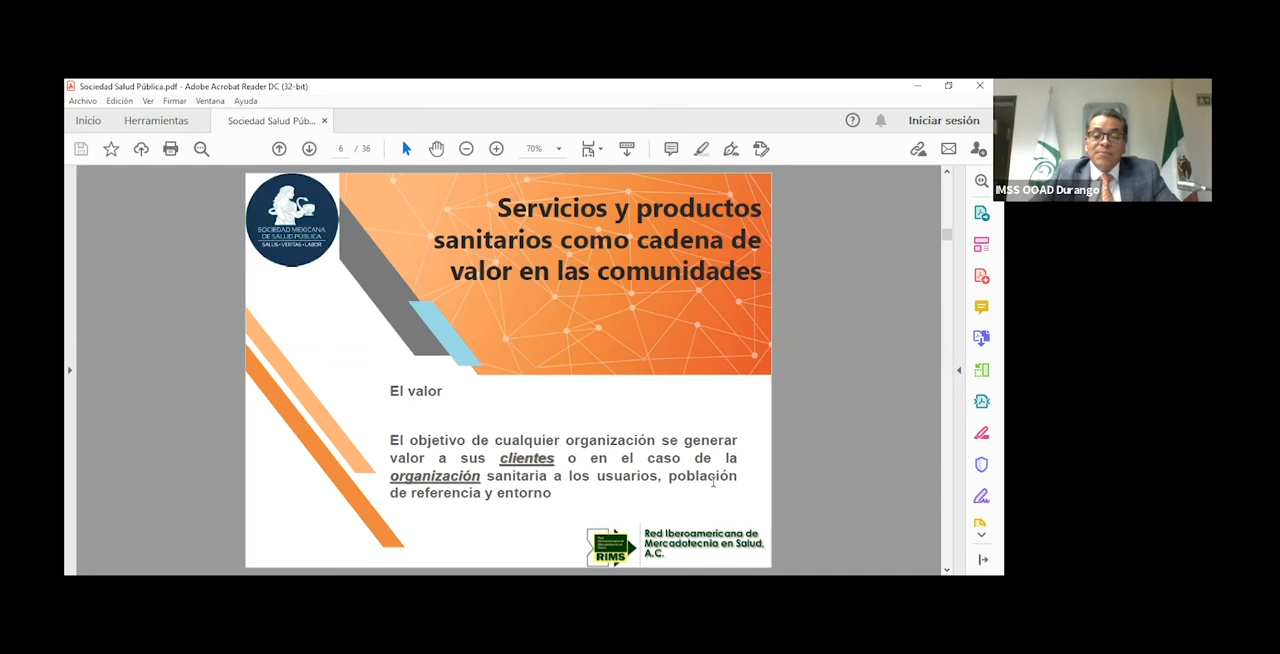 Sociedad Salud Pública.pdf - Adobe Acrobat Reader DC (32-bit)
Archivo Edición Ver Firmar Ventana Ayuda
Inicio Herramientas Sociedad Salud Púb... × Iniciar sesión
6 / 36 70%
IMSS OOAD Durango
SOCIEDAD MEXICANA
DE SALUD PÚBLICA
SALUS•VERITAS•LABOR
Servicios y productos
sanitarios como cadena de
valor en las comunidades
El valor
El objetivo de cualquier organización se generar
valor a sus clientes o en el caso de la
organización sanitaria a los usuarios, población
de referencia y entorno
RIMS
Red Iberoamericana de
Mercadotecnia en Salud,
A.C.